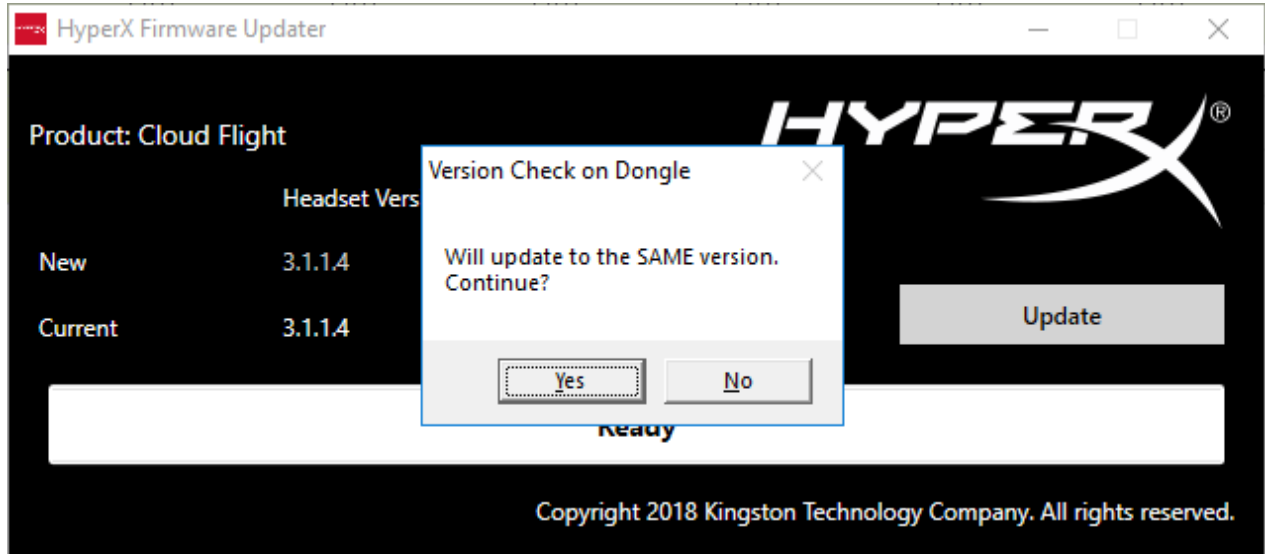 HyperX Firmware Updater
HYPERX®
Product: Cloud Flight
Version Check on Dongle
Headset Vers
Will update to the SAME version.
Continue?
New 3.1.1.4
Current 3.1.1.4
Update
Yes No
Ready
Copyright 2018 Kingston Technology Company. All rights reserved.